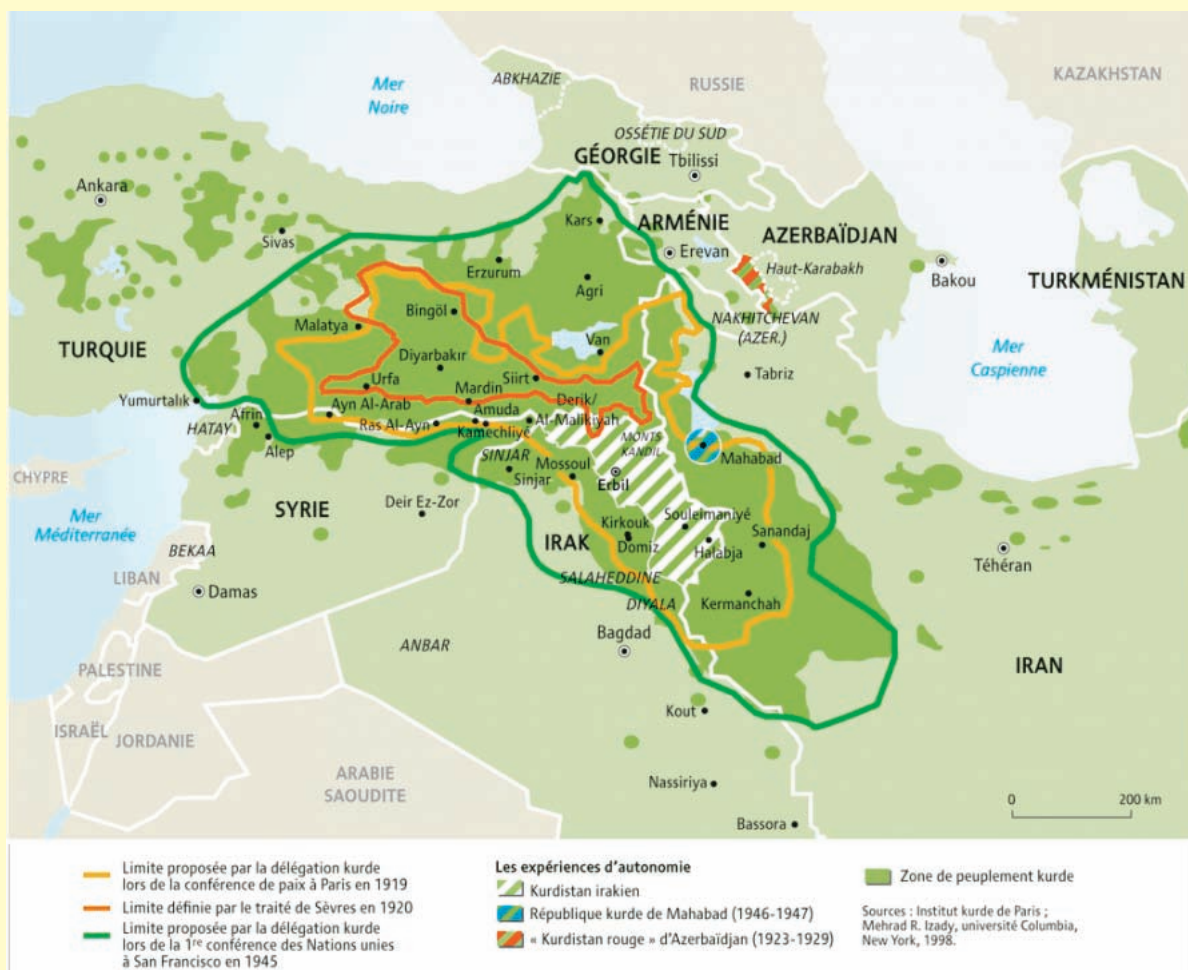 ABKHAZIE
RUSSIE
KAZAKHSTAN
Mer
Noire
OSSÉTIE DU SUD
GÉORGIE
Tbilissi
Ankara
Sivas
Kars
ARMÉNIE
Erevan
AZERBAÏDJAN
Haut-Karabakh
Bakou
TURKMÉNISTAN
Erzurum
Agri
NAKHITCHEVAN
(AZER.)
Bingöl
Malatya
Van
TURQUIE
Diyarbakır
Tabriz
Mer
Caspienne
Urfa
Siirt
Mardin
Derik/
Al-Malikiyah
Yumurtalık
Ayn Al-Arab
Amuda
Afrin
Ras Al-Ayn
Kamechliyé
HATAY
Alep
MONTS
KANDIL
Mahabad
SINJAR
Sinjar
Mossoul
Erbil
CHYPRE
SYRIE
Deir Ez-Zor
Mer
Méditerranée
Kirkouk
Souleimaniyé
Sanandaj
IRAK
Domiz
Halabja
Téhéran
BEKAA
LIBAN
SALAHEDDINE
Damas
DIYALA
Kermanchah
Bagdad
ANBAR
PALESTINE
IRAN
Kout
ISRAËL
JORDANIE
ARABIE
SAOUDITE
Nassiriya
Bassora
0 200 km
Limite proposée par la délégation kurde
lors de la conférence de paix à Paris en 1919
Limite définie par le traité de Sèvres en 1920
Limite proposée par la délégation kurde
lors de la 1re conférence des Nations unies
à San Francisco en 1945
Les expériences d'autonomie
Kurdistan irakien
République kurde de Mahabad (1946-1947)
« Kurdistan rouge » d'Azerbaïdjan (1923-1929)
Zone de peuplement kurde
Sources : Institut kurde de Paris ;
Mehrad R. Izady, université Columbia,
New York, 1998.